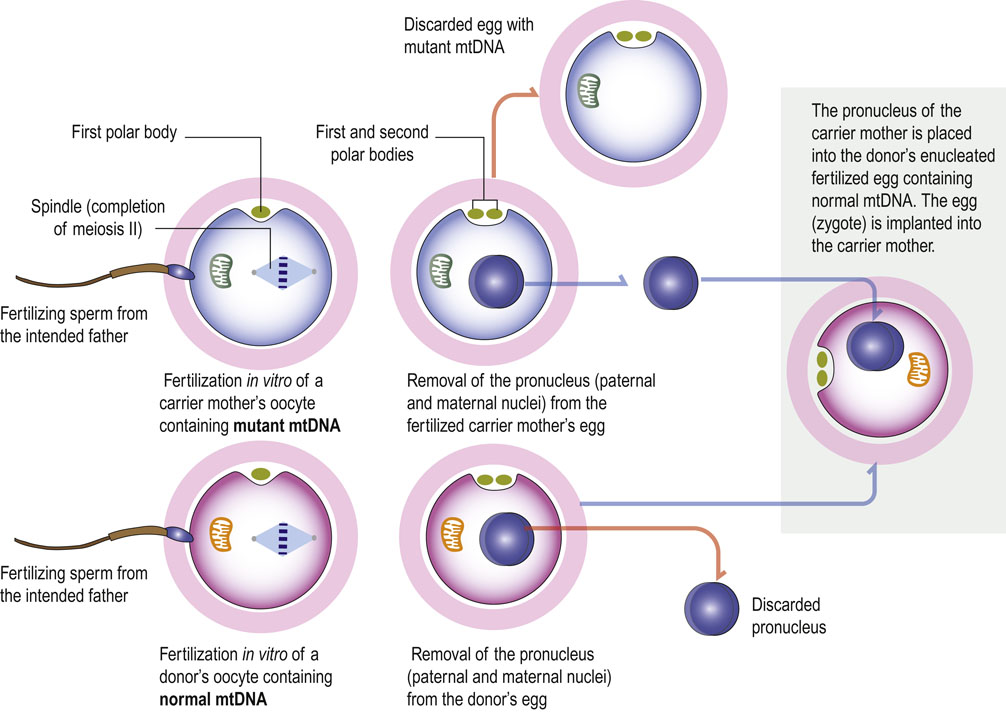 Discarded egg with
mutant mtDNA
First polar body
First and second
polar bodies
Spindle (completion
of meiosis II)
Fertilizing sperm from
the intended father
The pronucleus of the
carrier mother is placed
into the donor's enucleated
fertilized egg containing
normal mtDNA. The egg
(zygote) is implanted into
the carrier mother.
Fertilization in vitro of a
carrier mother's oocyte
containing mutant mtDNA
Removal of the pronucleus (paternal
and maternal nuclei) from the
fertilized carrier mother's egg
Fertilizing sperm from
the intended father
Discarded
pronucleus
Fertilization in vitro of a
donor's oocyte containing
normal mtDNA
Removal of the pronucleus
(paternal and maternal nuclei)
from the donor's egg